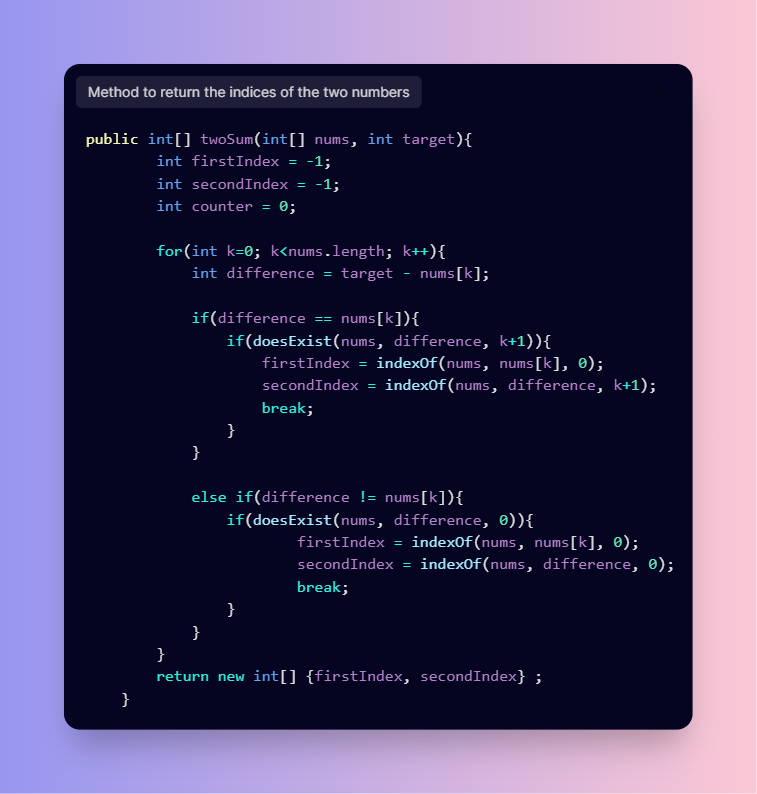 Method to return the indices of the two numbers
public int[] twoSum(int[] nums, int target){
int firstIndex = -1;
int secondIndex = -1;
int counter = 0;
for(int k=0; k<nums.length; k++){
int difference = target - nums[k];
if(difference == nums[k]){
if(doesExist(nums, difference, k+1)){
firstIndex = indexOf(nums, nums[k], 0);
secondIndex = indexOf(nums, difference, k+1);
break;
}
}
else if(difference != nums[k]){
if(doesExist(nums, difference, 0)){
firstIndex = indexOf(nums, nums[k], 0);
secondIndex = indexOf(nums, difference, 0);
break;
}
}
}
return new int[] {firstIndex, secondIndex} ;
}